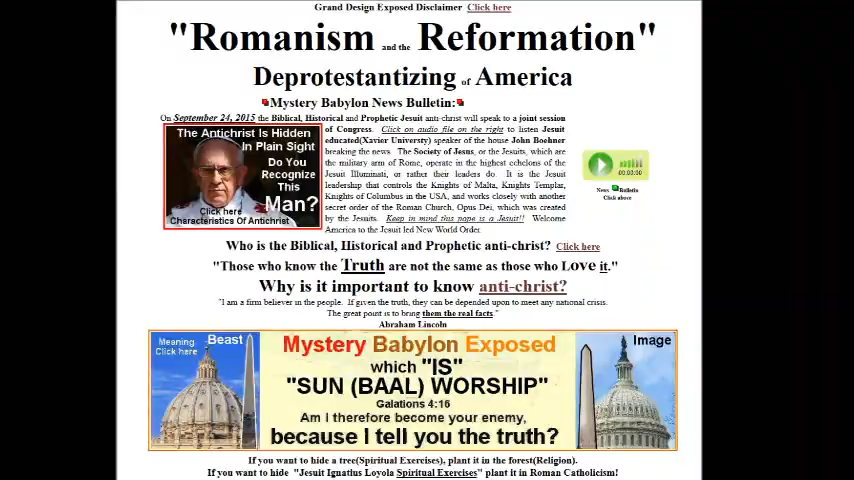 Grand Design Exposed Disclaimer Click here
"Romanism and the Reformation"
Deprotestantizing of America
Mystery Babylon News Bulletin:
On September 24, 2015 the Biblical, Historical and Prophetic Jesuit anti-christ will speak to a joint session
of Congress. Click on audio file on the right to listen Jesuit
educated(Xavier Universty) speaker of the house John Boehner
breaking the news. The Society of Jesus, or the Jesuits, which are
the military arm of Rome, operate in the highest echelons of the
Jesuit Illuminati, or rather their leaders do. It is the Jesuit
leadership that controls the Knights of Malta, Knights Templar,
Knights of Columbus in the USA, and works closely with another
secret order of the Roman Church, Opus Dei, which was created
by the Jesuits. Keep in mind this pope is a Jesuit!! Welcome
America to the Jesuit led New World Order.
The Antichrist Is Hidden
In Plain Sight
Do You
Recognize
This
Man?
Click here
Characteristics Of Antichrist
00:00:00
News Bulletin
Click above
Who is the Biblical, Historical and Prophetic anti-christ? Click here
"Those who know the Truth are not the same as those who Love it."
Why is it important to know anti-christ?
"I am a firm believer in the people. If given the truth, they can be depended upon to meet any national crisis.
The great point is to bring them the real facts."
Abraham Lincoln
Meaning
Click here
Beast
Mystery Babylon Exposed
which "IS"
"SUN (BAAL) WORSHIP"
Galations 4:16
Am I therefore become your enemy,
because I tell you the truth?
Image
If you want to hide a tree(Spiritual Exercises), plant it in the forest(Religion).
If you want to hide "Jesuit Ignatius Loyola Spiritual Exercises" plant it in Roman Catholicism!